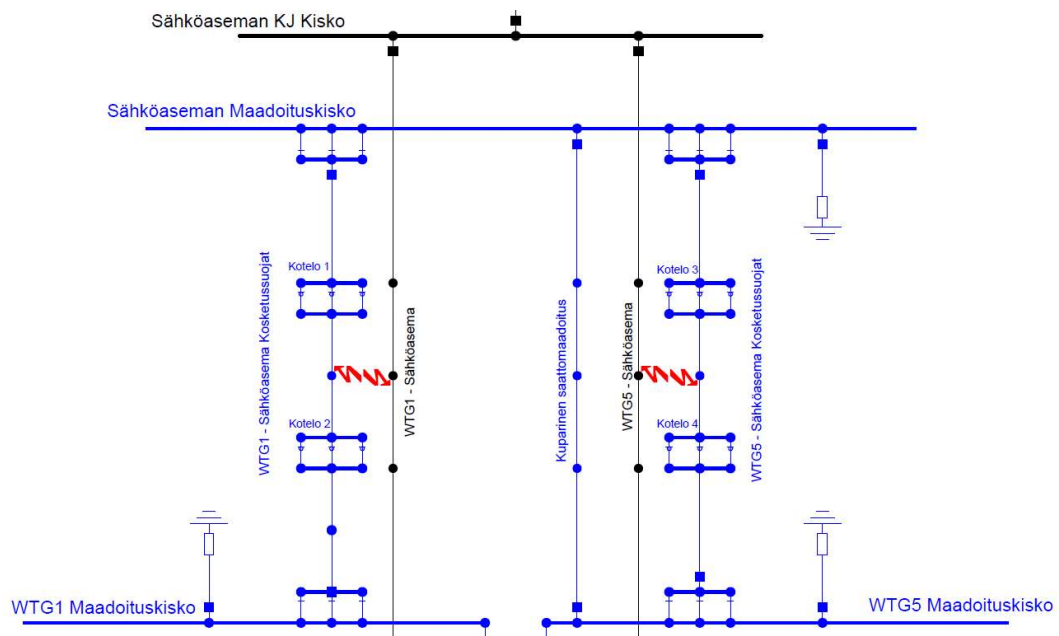 Sähköaseman KJ Kisko
Sähköaseman Maadoituskisko
WTG1 - Sähköasema Kosketussuojat
Kotelo 1
Kotelo 2
WTG1 - Sähköasema
Kuparinen saattomaadoitus
WTG5 - Sähköasema
Kotelo 3
Kotelo 4
WTG5 - Sähköasema Kosketussuojat
WTG1 Maadoituskisko
WTG5 Maadoituskisko